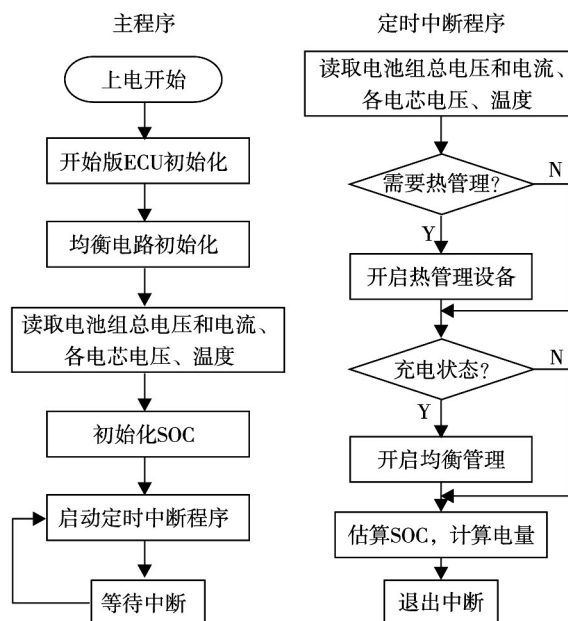 主程序
上电开始
开始版ECU初始化
均衡电路初始化
读取电池组总电压和电流、
各电芯电压、温度
初始化SOC
启动定时中断程序
等待中断
定时中断程序
读取电池组总电压和电流、
各电芯电压、温度
需要热管理?
N
Y
开启热管理设备
充电状态?
N
Y
开启均衡管理
估算SOC，计算电量
退出中断